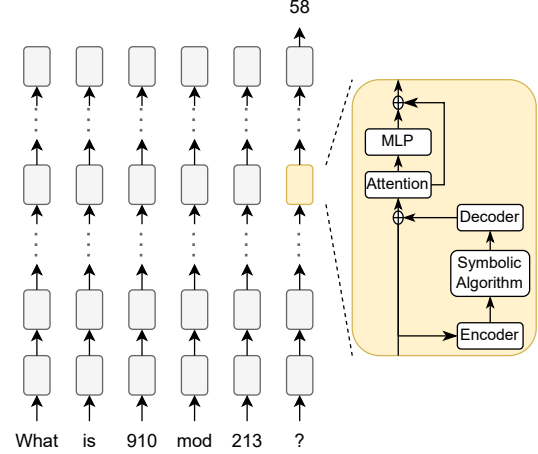 58
MLP
Attention
Decoder
Symbolic
Algorithm
Encoder
What is 910 mod 213 ?